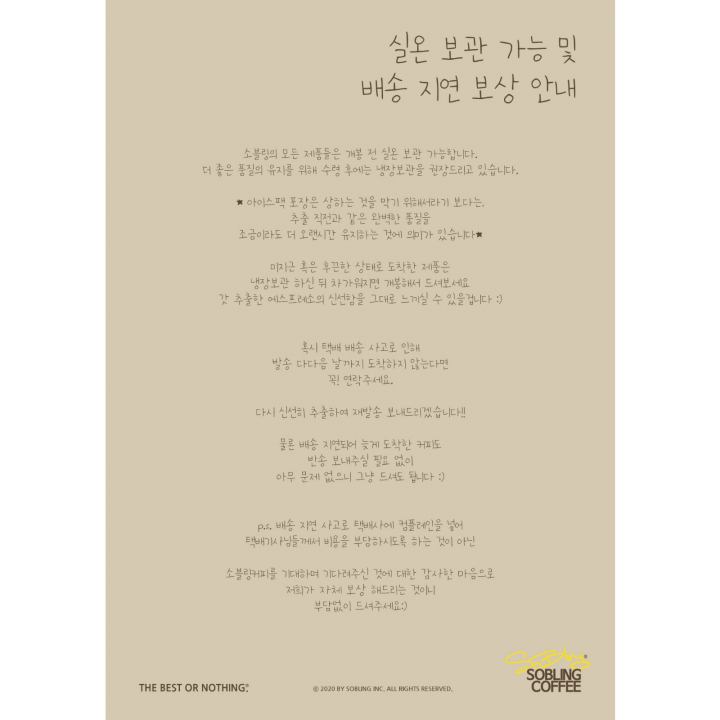 실온 보관 가능 및
배송 지연 보상 안내
소블링의 모든 제품들은 개봉 전 실온 보관 가능합니다.
더 좋은 품질의 유지를 위해 수령 후에는 냉장보관을 권장드리고 있습니다.
★ 아이스팩 포장은 상하는 것을 막기 위해서라기 보다는,
추출 직전과 같은 완벽한 품질을
조금이라도 더 오랜시간 유지하는 것에 의미가 있습니다★
미지근 혹은 후끈한 상태로 도착한 제품은
냉장보관 하신 뒤 차가워지면 개봉해서 드셔보세요
갓 추출한 에스프레소의 신선함을 그대로 느끼실 수 있을겁니다 :)
혹시 택배 배송 사고로 인해
발송 다다음 날까지 도착하지 않는다면
꼭! 연락주세요.
다시 신선히 추출하여 재발송 보내드리겠습니다!!
물론 배송 지연되어 늦게 도착한 커피도
반송 보내주실 필요 없이
아무 문제 없으니 그냥 드셔도 됩니다 :)
p.s. 배송 지연 사고로 택배사에 컴플레인을 넣어
택배기사님들께서 비용을 부담하시도록 하는 것이 아닌
소블링커피를 기대하며 기다려주신 것에 대한 감사한 마음으로
저희가 자체 보상 해드리는 것이니
부담없이 드셔주세요:)
Sobling®
SOBLING
COFFEE
THE BEST OR NOTHING.®
© 2020 BY SOBLING INC, ALL RIGHTS RESERVED.